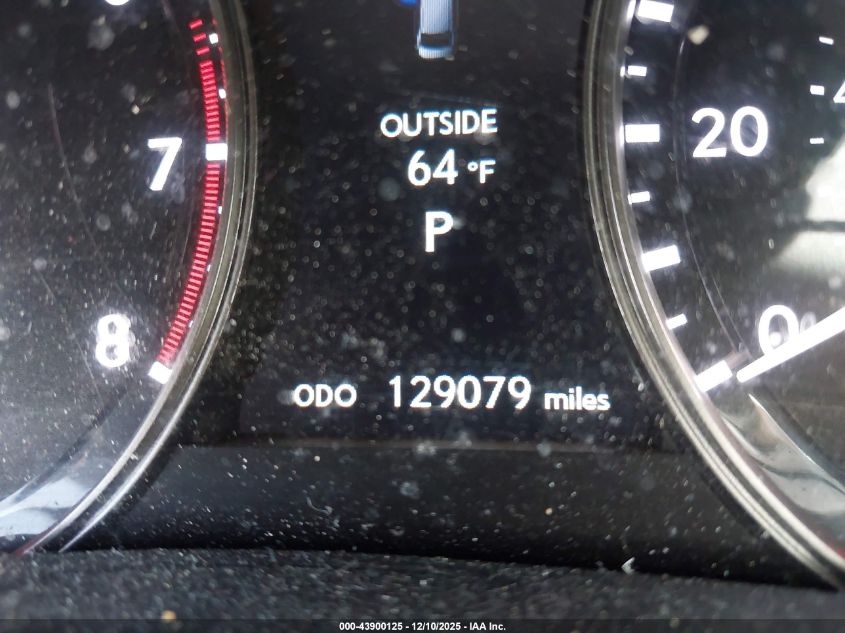 OUTSIDE
64 °F
P
7
8
20
0
ODO 129079 miles
000-43900125 - 12/10/2025 - IAA Inc.